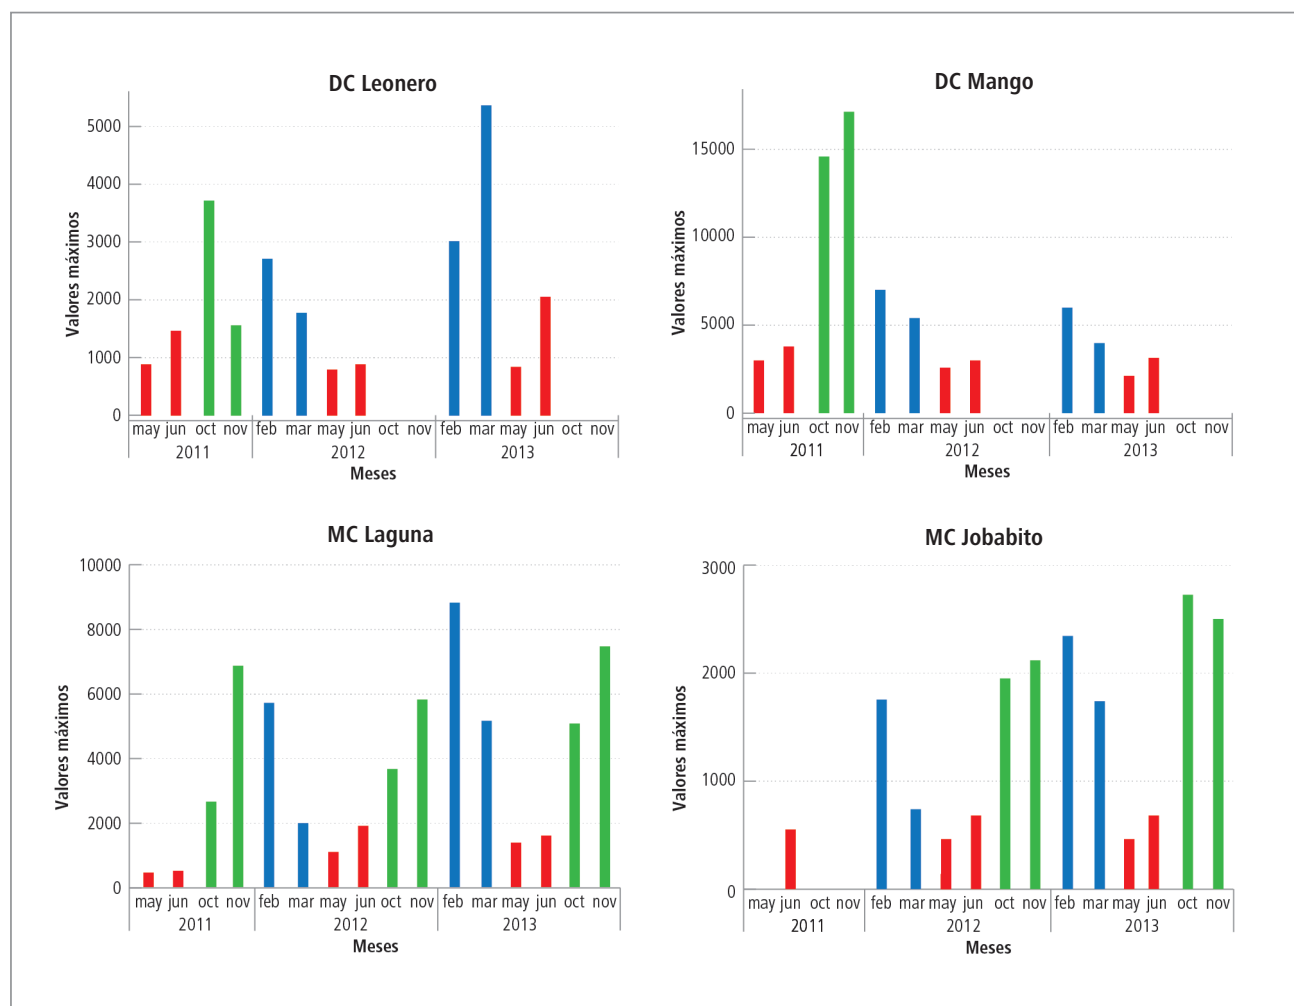 DC Leonero
Valores máximos
5000
4000
3000
2000
1000
0
may jun oct nov feb mar may jun oct nov feb mar may jun oct nov
2011 2012 2013
Meses
DC Mango
Valores máximos
15000
10000
5000
0
may jun oct nov feb mar may jun oct nov feb mar may jun oct nov
2011 2012 2013
Meses
MC Laguna
Valores máximos
10000
8000
6000
4000
2000
0
may jun oct nov feb mar may jun oct nov feb mar may jun oct nov
2011 2012 2013
Meses
MC Jobabito
Valores máximos
3000
2000
1000
0
may jun oct nov feb mar may jun oct nov feb mar may jun oct nov
2011 2012 2013
Meses